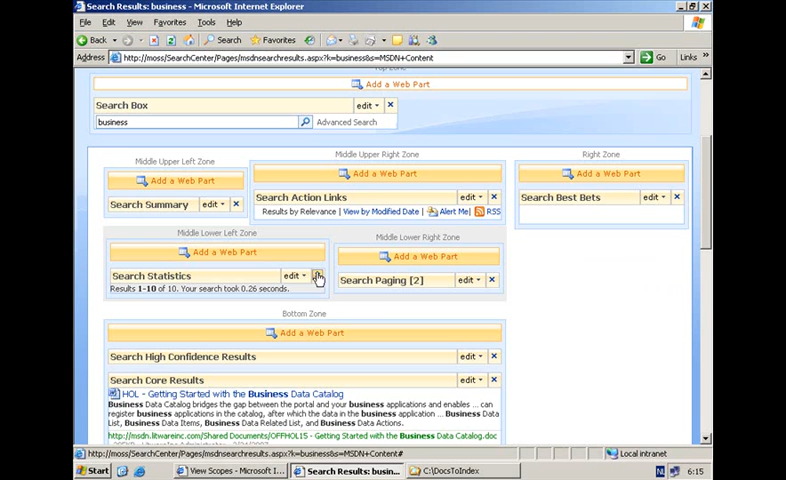 Search Results: business - Microsoft Internet Explorer
File Edit View Favorites Tools Help
Back Search Favorites
Address http://moss/SearchCenter/Pages/msdnsearchresults.aspx?k=business&s=MSDN+Content Go Links
Top Zone
Add a Web Part
Search Box edit
business Advanced Search
Middle Upper Left Zone Middle Upper Right Zone Right Zone
Add a Web Part Add a Web Part Add a Web Part
Search Summary edit Search Action Links edit Search Best Bets edit
Results by Relevance | View by Modified Date | Alert Me | RSS
Middle Lower Left Zone Middle Lower Right Zone
Add a Web Part Add a Web Part
Search Statistics edit Search Paging [2] edit
Results 1-10 of 10. Your search took 0.26 seconds.
Bottom Zone
Add a Web Part
Search High Confidence Results edit
Search Core Results edit
HOL - Getting Started with the Business Data Catalog
Business Data Catalog bridges the gap between the portal and your business applications and enables ... can
register business applications in the catalog, after which the data in the business application ... Business Data
List, Business Data Items, Business Data Related List, and Business Data Actions.
http://msdn.litwareinc.com/Shared Documents/OFFHOL15 - Getting Started with the Business Data Catalog.doc
http://moss/SearchCenter/Pages/msdnsearchresults.aspx?k=business&s=MSDN+Content# Local intranet
Start View Scopes - Microsoft I... Search Results: busin... C:\DocsToIndex NL 6:15